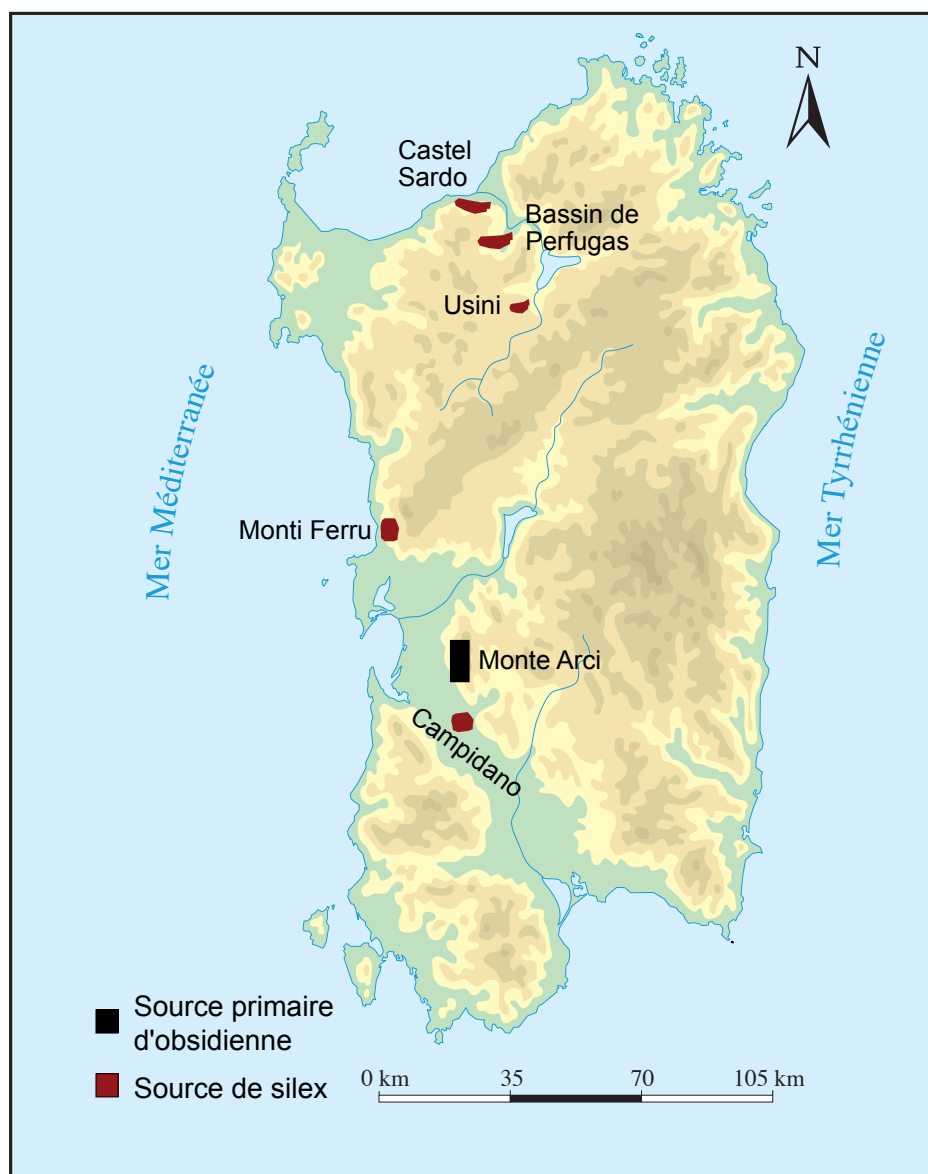 N
Castel
Sardo
Bassin de
Perfugas
Usini
Mer Méditerranée
Mer Tyrrhénienne
Monti Ferru
Monte Arci
Campidano
Source primaire
d'obsidienne
Source de silex
0 km 35 70 105 km